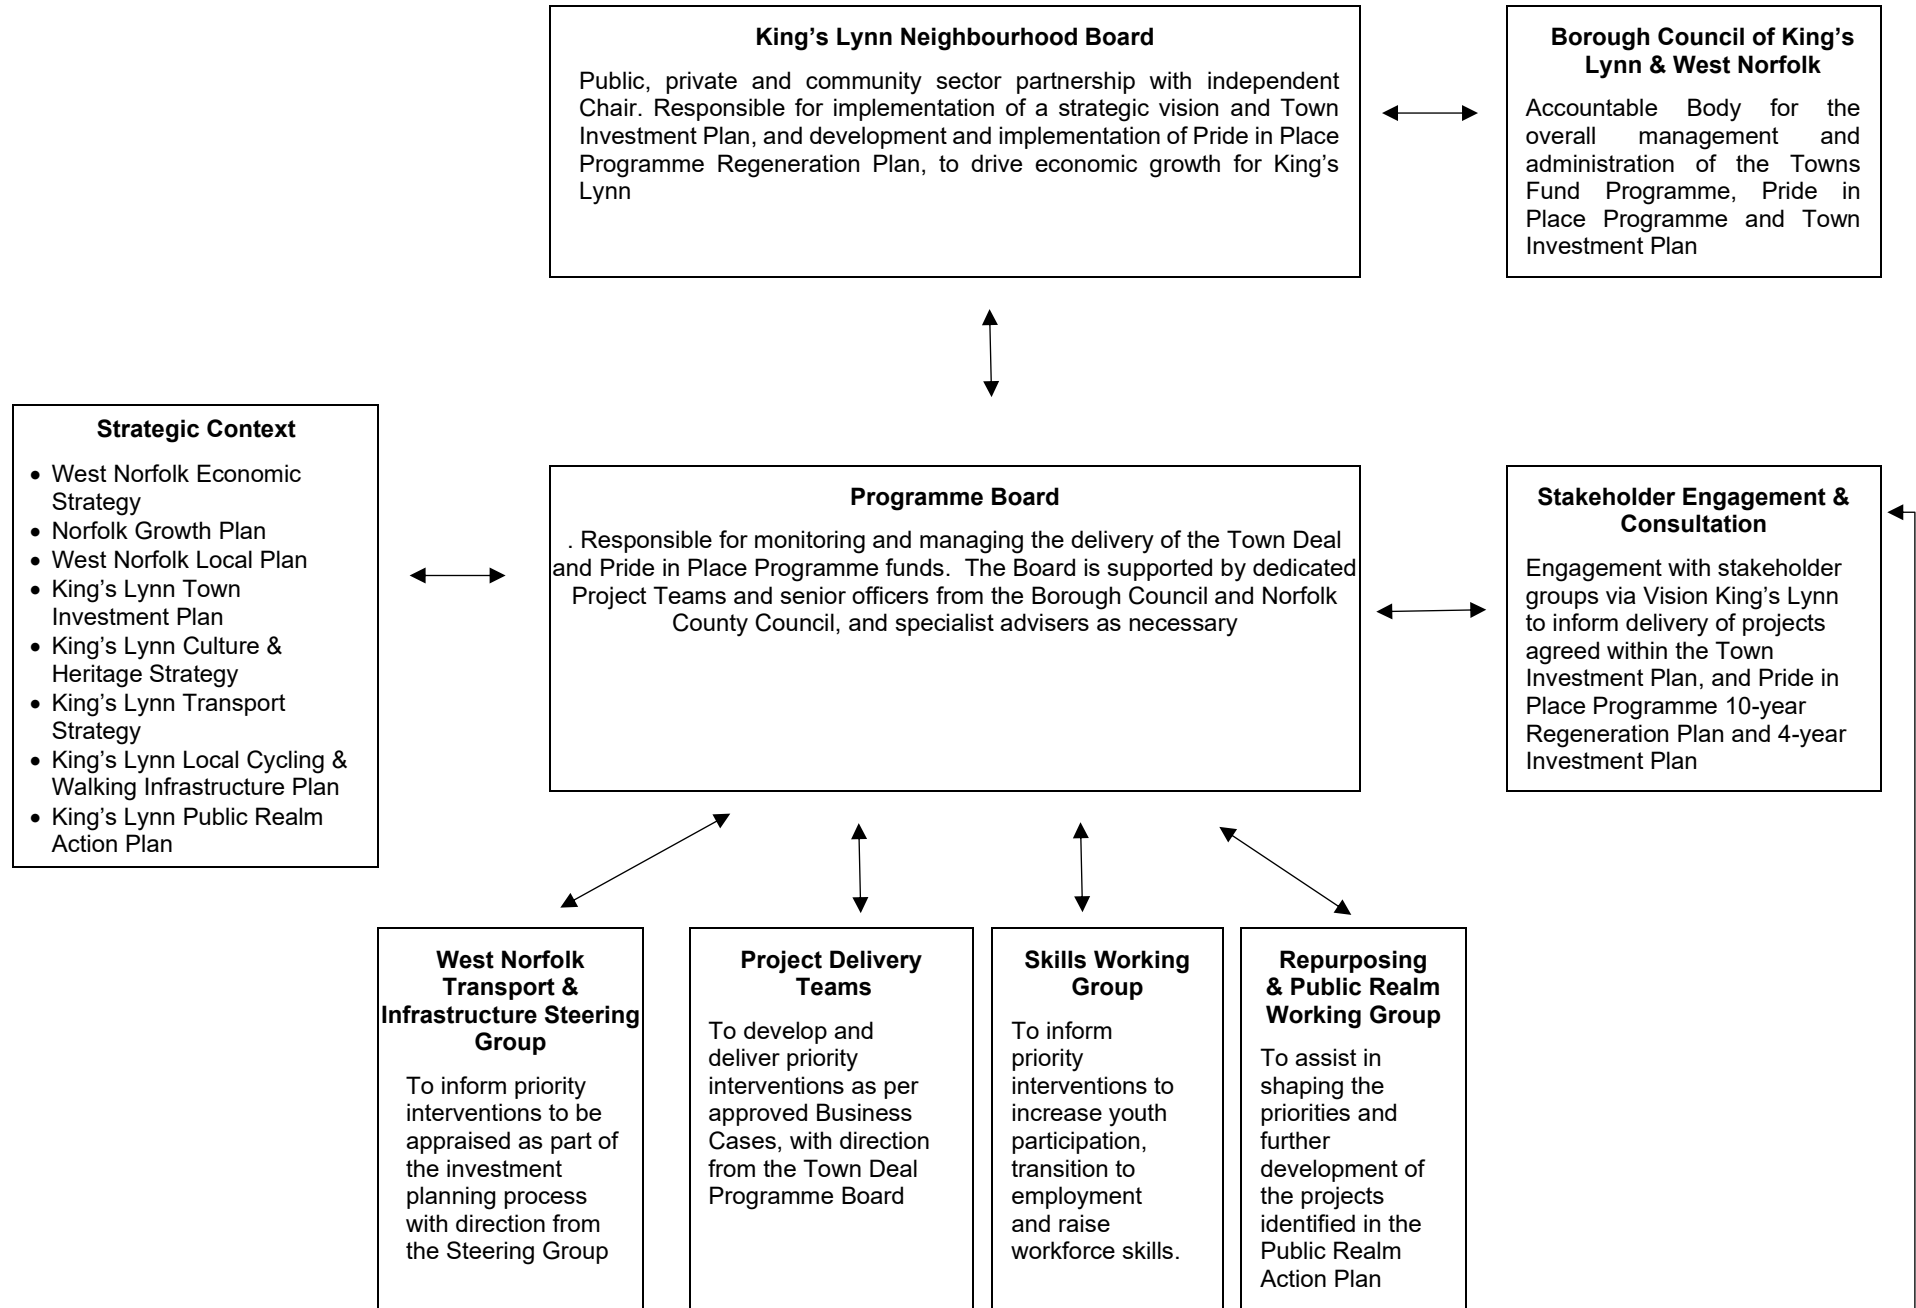 King’s Lynn Neighbourhood Board
Public, private and community sector partnership with independent
Chair. Responsible for implementation of a strategic vision and Town
Investment Plan, and development and implementation of Pride in Place
Programme Regeneration Plan, to drive economic growth for King’s
Lynn
Borough Council of King’s
Lynn & West Norfolk
Accountable Body for the
overall management and
administration of the Towns
Fund Programme, Pride in
Place Programme and Town
Investment Plan
Strategic Context
• West Norfolk Economic
Strategy
• Norfolk Growth Plan
• West Norfolk Local Plan
• King’s Lynn Town
Investment Plan
• King’s Lynn Culture &
Heritage Strategy
• King’s Lynn Transport
Strategy
• King’s Lynn Local Cycling &
Walking Infrastructure Plan
• King’s Lynn Public Realm
Action Plan
Programme Board
. Responsible for monitoring and managing the delivery of the Town Deal
and Pride in Place Programme funds.  The Board is supported by dedicated
Project Teams and senior officers from the Borough Council and Norfolk
County Council, and specialist advisers as necessary
Stakeholder Engagement &
Consultation
Engagement with stakeholder
groups via Vision King’s Lynn
to inform delivery of projects
agreed within the Town
Investment Plan, and Pride in
Place Programme 10-year
Regeneration Plan and 4-year
Investment Plan
West Norfolk
Transport &
Infrastructure Steering
Group
To inform priority
interventions to be
appraised as part of
the investment
planning process
with direction from
the Steering Group
Project Delivery
Teams
To develop and
deliver priority
interventions as per
approved Business
Cases, with direction
from the Town Deal
Programme Board
Skills Working
Group
To inform
priority
interventions to
increase youth
participation,
transition to
employment
and raise
workforce skills.
Repurposing
& Public Realm
Working Group
To assist in
shaping the
priorities and
further
development of
the projects
identified in the
Public Realm
Action Plan